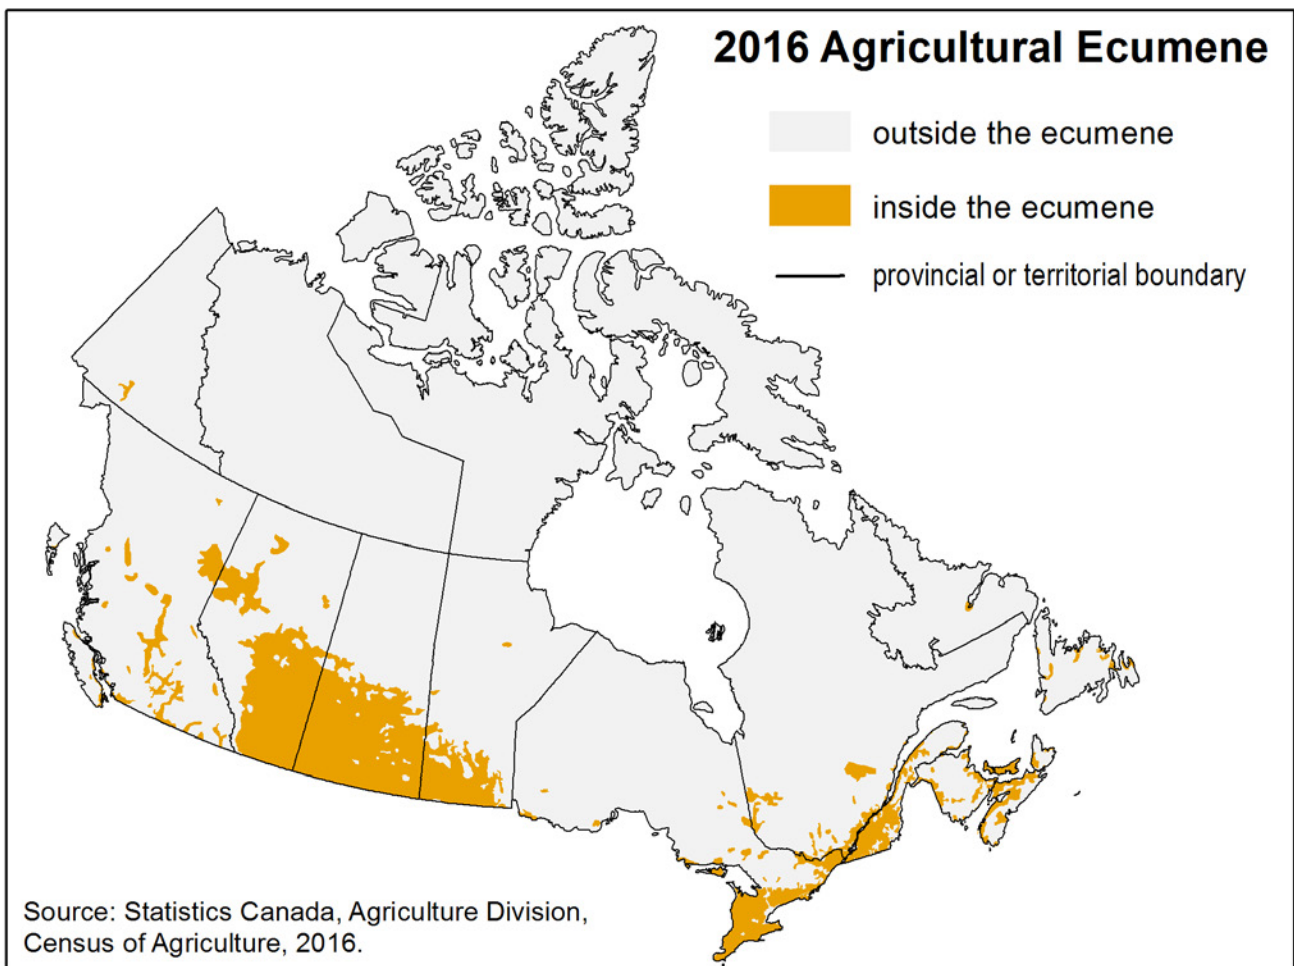 2016 Agricultural Ecumene
outside the ecumene
inside the ecumene
provincial or territorial boundary
Source: Statistics Canada, Agriculture Division,
Census of Agriculture, 2016.